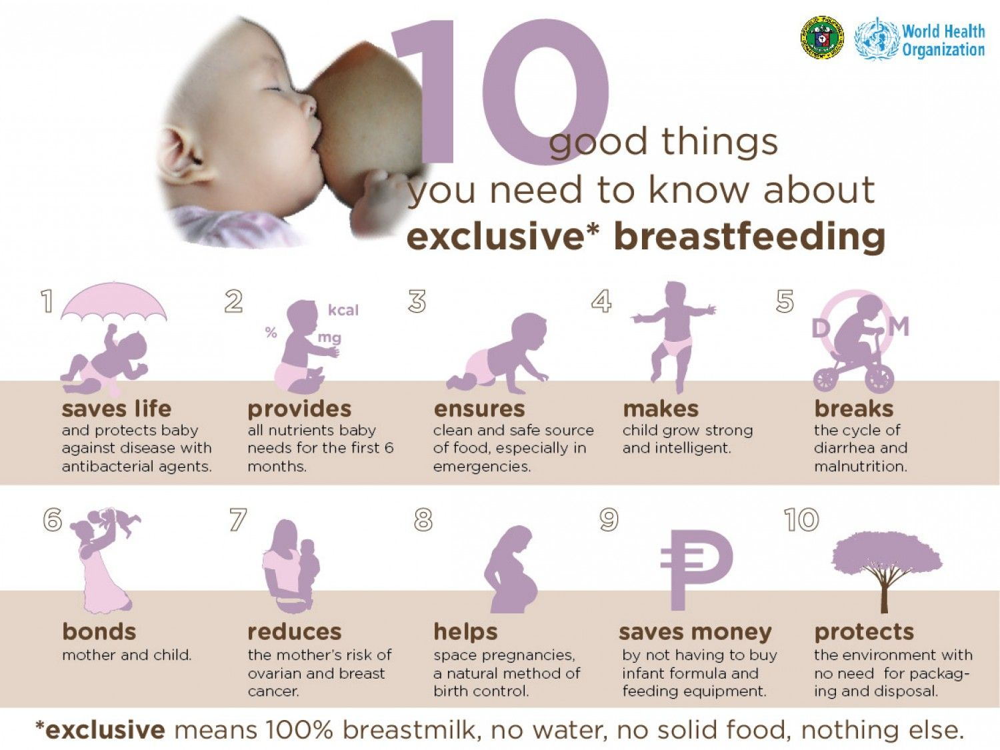 10
good things
you need to know about
exclusive* breastfeeding
World Health
Organization
1
saves life
and protects baby
against disease with
antibacterial agents.
2
%
kcal
mg
provides
all nutrients baby
needs for the first 6
months.
3
ensures
clean and safe source
of food, especially in
emergencies.
4
makes
child grow strong
and intelligent.
5
D M
breaks
the cycle of
diarrhea and
malnutrition.
6
bonds
mother and child.
7
reduces
the mother's risk of
ovarian and breast
cancer.
8
helps
space pregnancies,
a natural method of
birth control.
9
saves money
by not having to buy
infant formula and
feeding equipment.
10
protects
the environment with
no need for packag-
ing and disposal.
*exclusive means 100% breastmilk, no water, no solid food, nothing else.